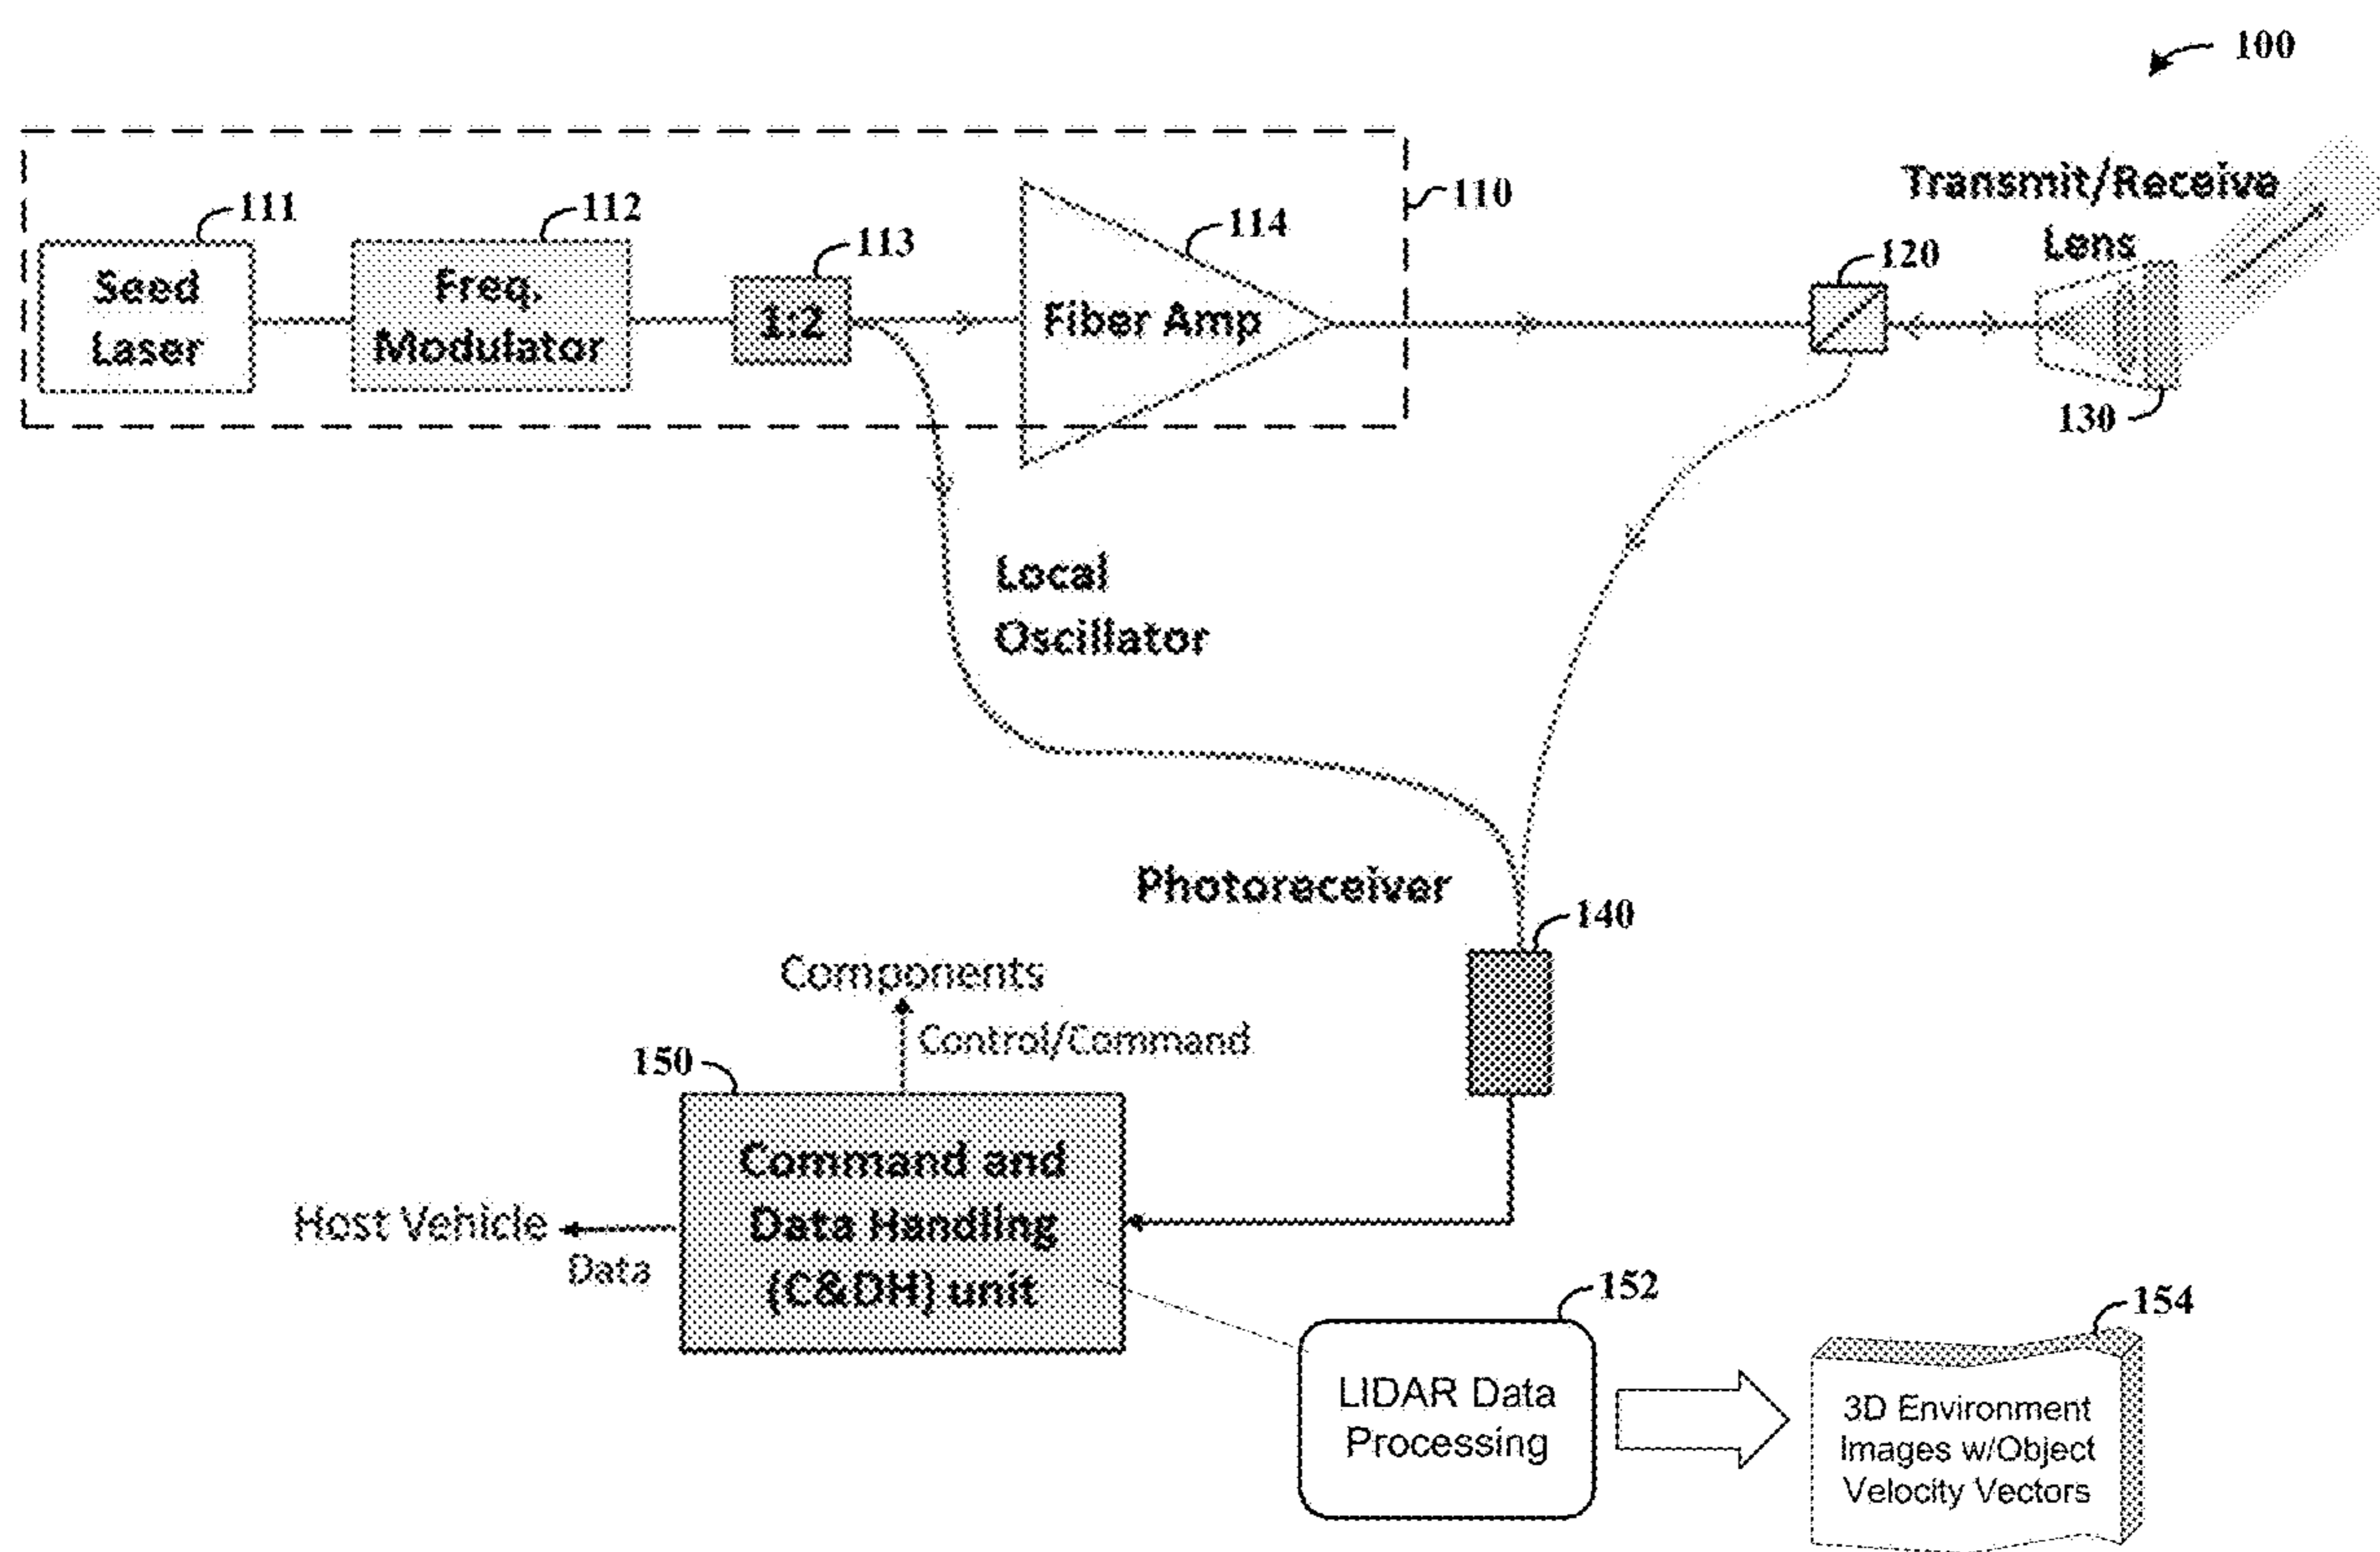 100
Transmit/Receive
Lens
110
111
112
113
114
120
Seed
Laser
Freq.
Modulator
1:2
Fiber Amp
130
Local
Oscillator
Photoreceiver
140
Components
Control/Command
150
Command and
Data Handling
(C&DH) unit
Host Vehicle
Data
152
LIDAR Data
Processing
154
3D Environment
Images w/Object
Velocity Vectors